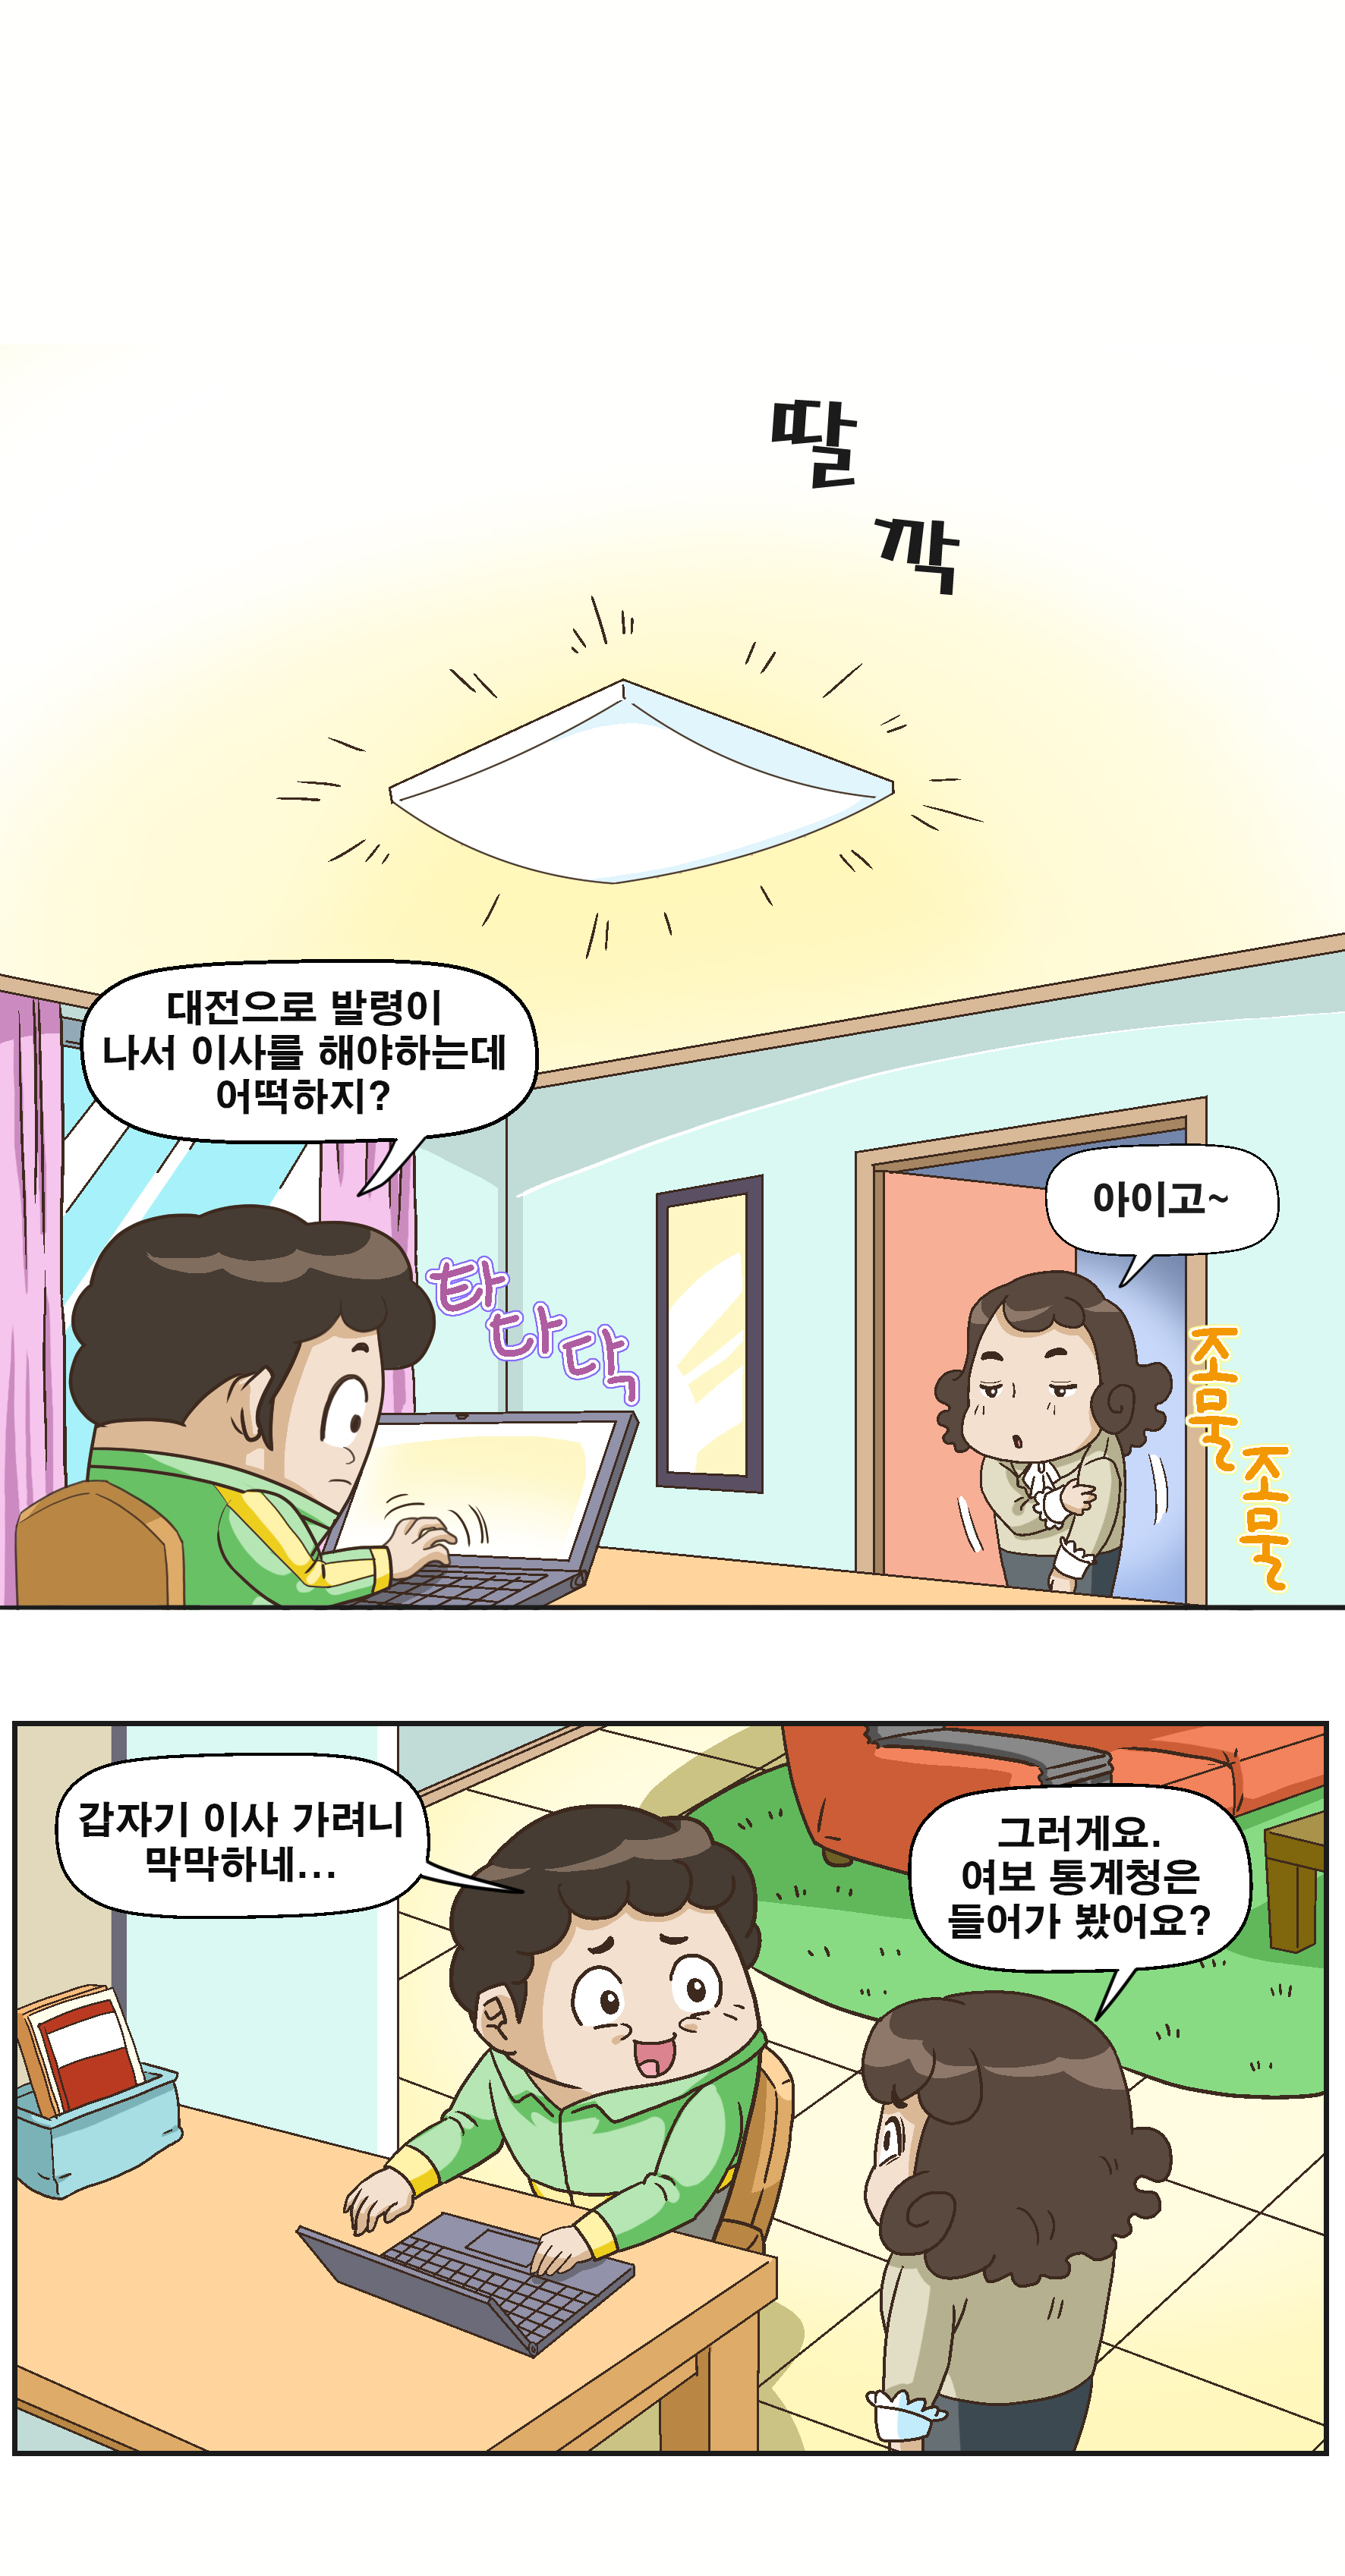 딸
깍
대전으로 발령이
나서 이사를 해야하는데
어떡하지?
아이고~
타
다
닥
조물
조물
갑자기 이사 가려니
막막하네...
그러게요.
여보 통계청은
들어가 봤어요?